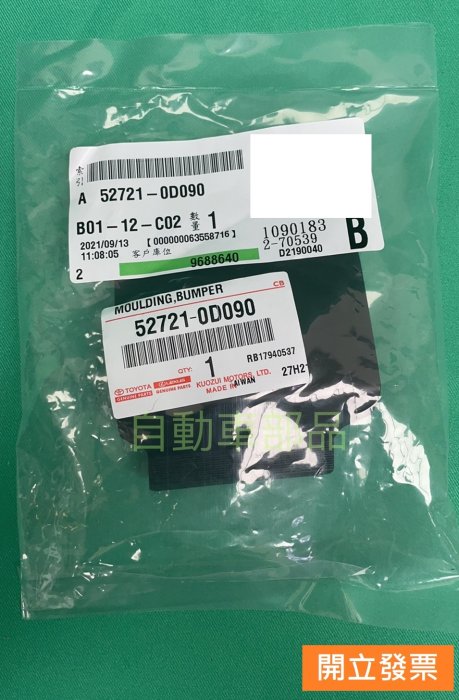 索引
A 52721-0D090
B01-12-C02 數量 1
2021/09/13 【000000063558716】
11:08:05 客戶庫位
1090183
2-70539
D2190040
B
2
9688640
MOULDING,BUMPER CB
52721-0D090
QTY: 1 RB17940537
TOYOTA GENUINE PARTS LEXUS GENUINE PARTS KUOZUI MOTORS, LTD.
MADE IN TAIWAN
27H21
自動車部品
開立發票